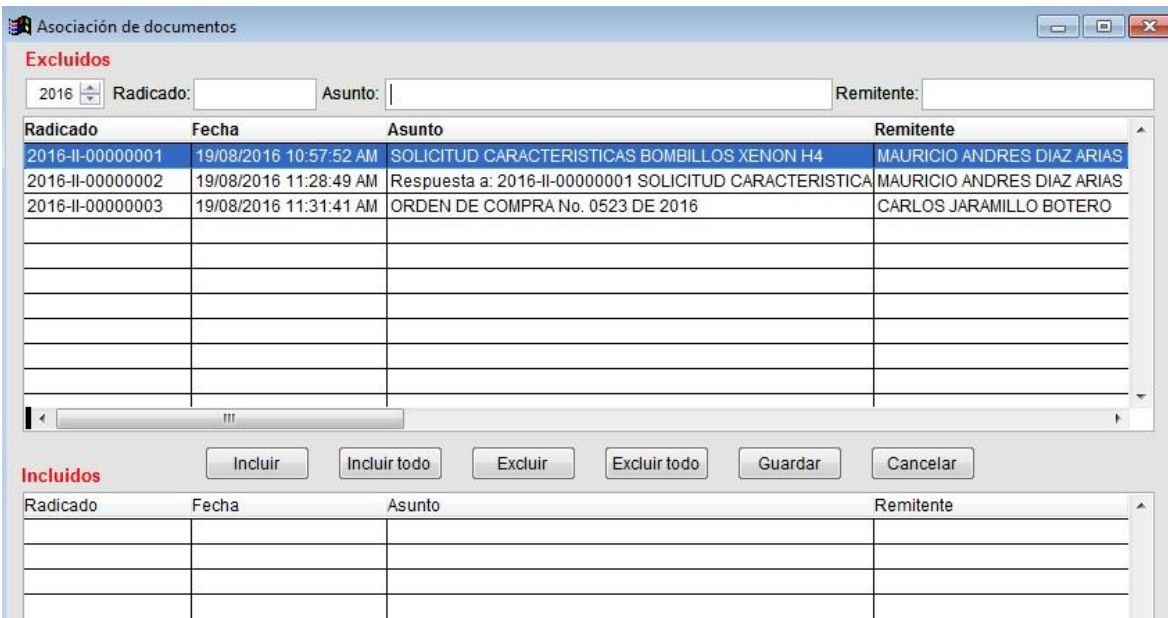 Asociación de documentos
Excluidos
2016 Radicado: Asunto: Remitente:
Radicado Fecha Asunto Remitente
2016-II-00000001 19/08/2016 10:57:52 AM SOLICITUD CARACTERISTICAS BOMBILLOS XENON H4 MAURICIO ANDRES DIAZ ARIAS
2016-II-00000002 19/08/2016 11:28:49 AM Respuesta a: 2016-II-00000001 SOLICITUD CARACTERISTICA MAURICIO ANDRES DIAZ ARIAS
2016-II-00000003 19/08/2016 11:31:41 AM ORDEN DE COMPRA No. 0523 DE 2016 CARLOS JARAMILLO BOTERO
Incluir Incluir todo Excluir Excluir todo Guardar Cancelar
Incluidos
Radicado Fecha Asunto Remitente